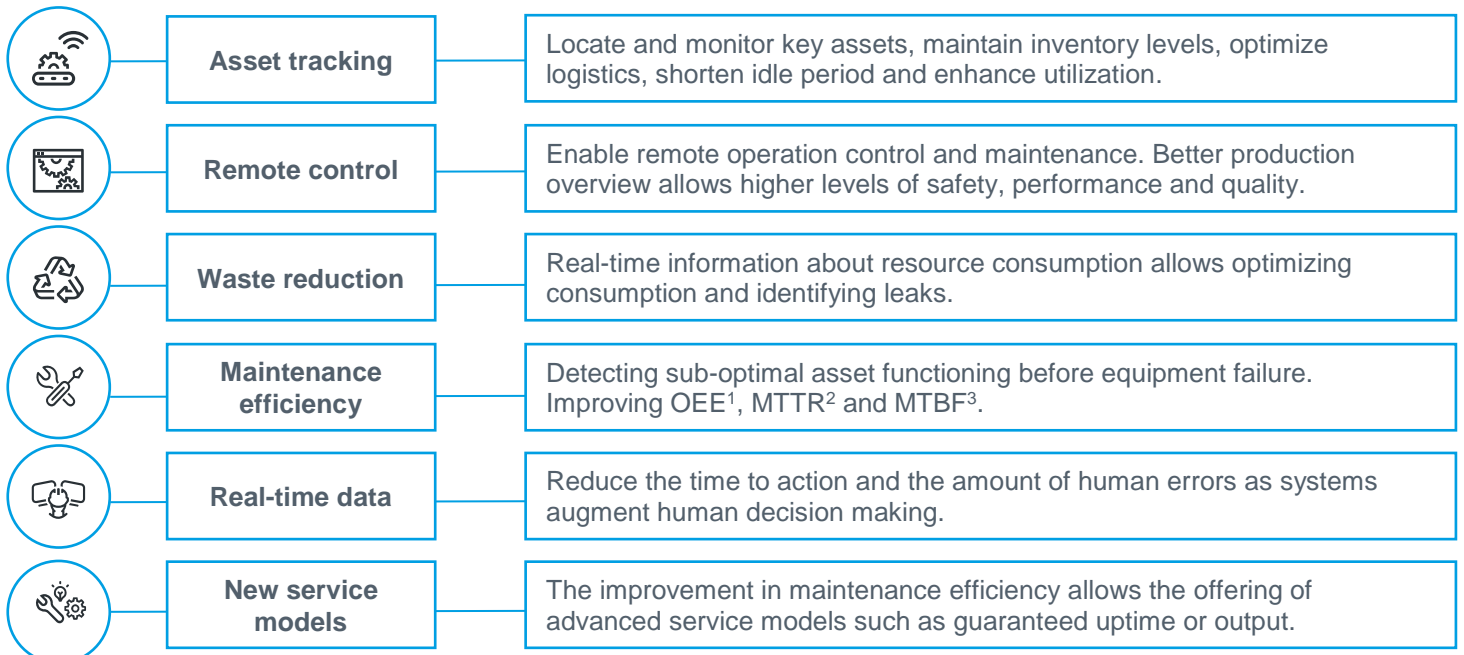 Asset tracking
Locate and monitor key assets, maintain inventory levels, optimize
logistics, shorten idle period and enhance utilization.
Remote control
Enable remote operation control and maintenance. Better production
overview allows higher levels of safety, performance and quality.
Waste reduction
Real-time information about resource consumption allows optimizing
consumption and identifying leaks.
Maintenance
efficiency
Detecting sub-optimal asset functioning before equipment failure.
Improving OEE¹, MTTR² and MTBF³.
Real-time data
Reduce the time to action and the amount of human errors as systems
augment human decision making.
New service
models
The improvement in maintenance efficiency allows the offering of
advanced service models such as guaranteed uptime or output.